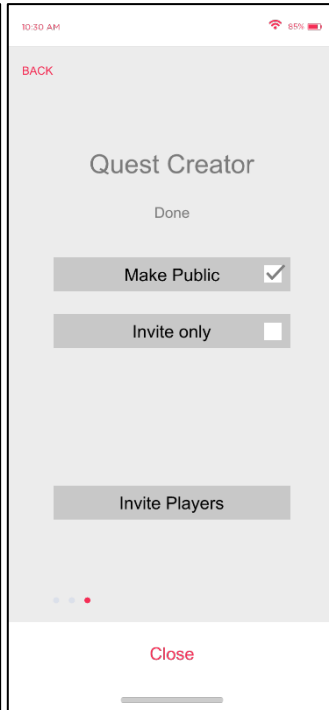 10:30 AM 85%
BACK
Quest Creator
Done
Make Public
Invite only
Invite Players
Close